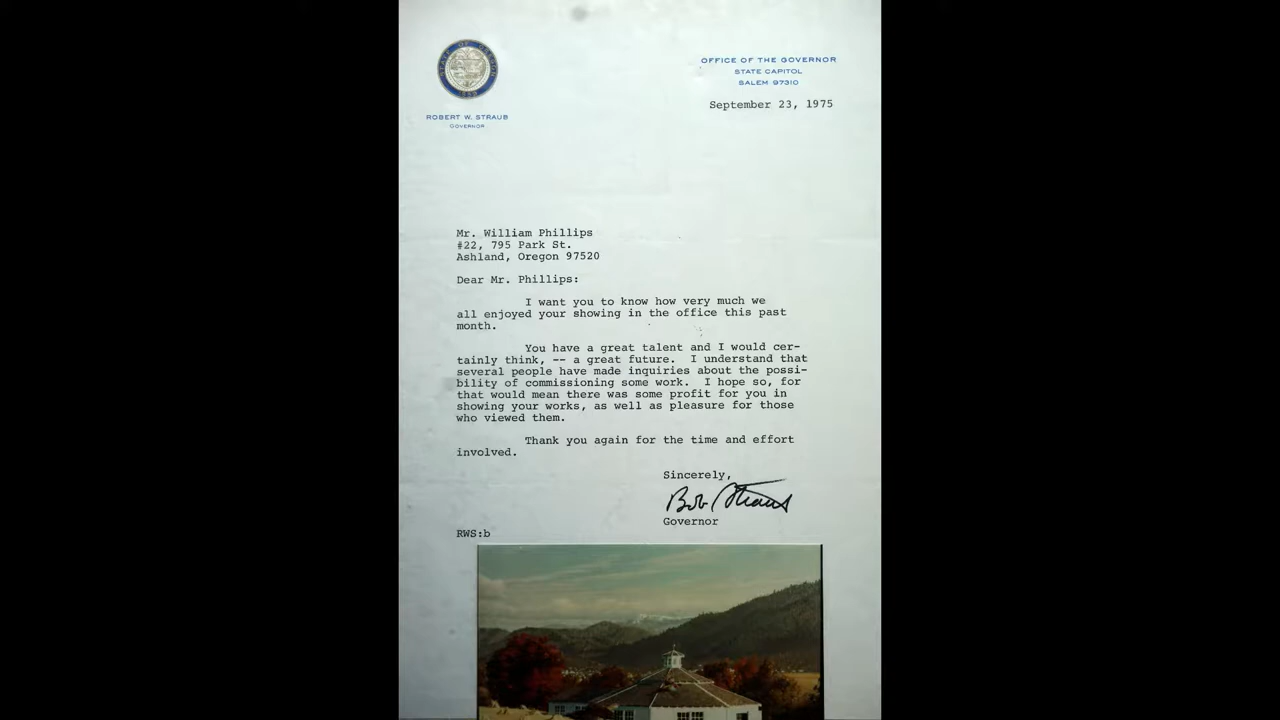 STATE OF OREGON
1859
ROBERT W. STRAUB
GOVERNOR
OFFICE OF THE GOVERNOR
STATE CAPITOL
SALEM 97310
September 23, 1975
Mr. William Phillips
#22, 795 Park St.
Ashland, Oregon 97520
Dear Mr. Phillips:
I want you to know how very much we
all enjoyed your showing in the office this past
month.
You have a great talent and I would cer-
tainly think, -- a great future. I understand that
several people have made inquiries about the possi-
bility of commissioning some work. I hope so, for
that would mean there was some profit for you in
showing your works, as well as pleasure for those
who viewed them.
Thank you again for the time and effort
involved.
Sincerely,
Bob Straub
Governor
RWS:b